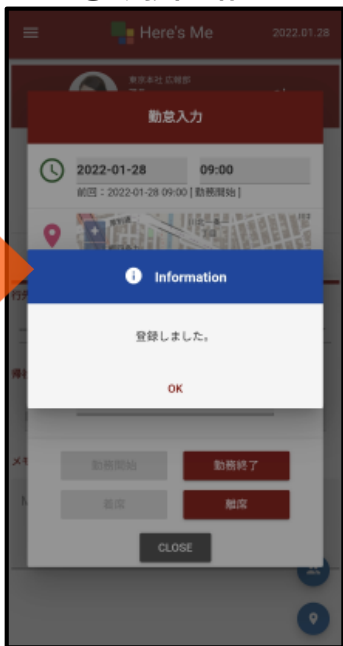 Here's Me
2022.01.28
東京本社 広報部
勤怠入力
2022-01-28
09:00
前回：2022-01-28 09:00 [ 勤務開始 ]
Information
登録しました。
OK
勤務開始
勤務終了
離席
CLOSE